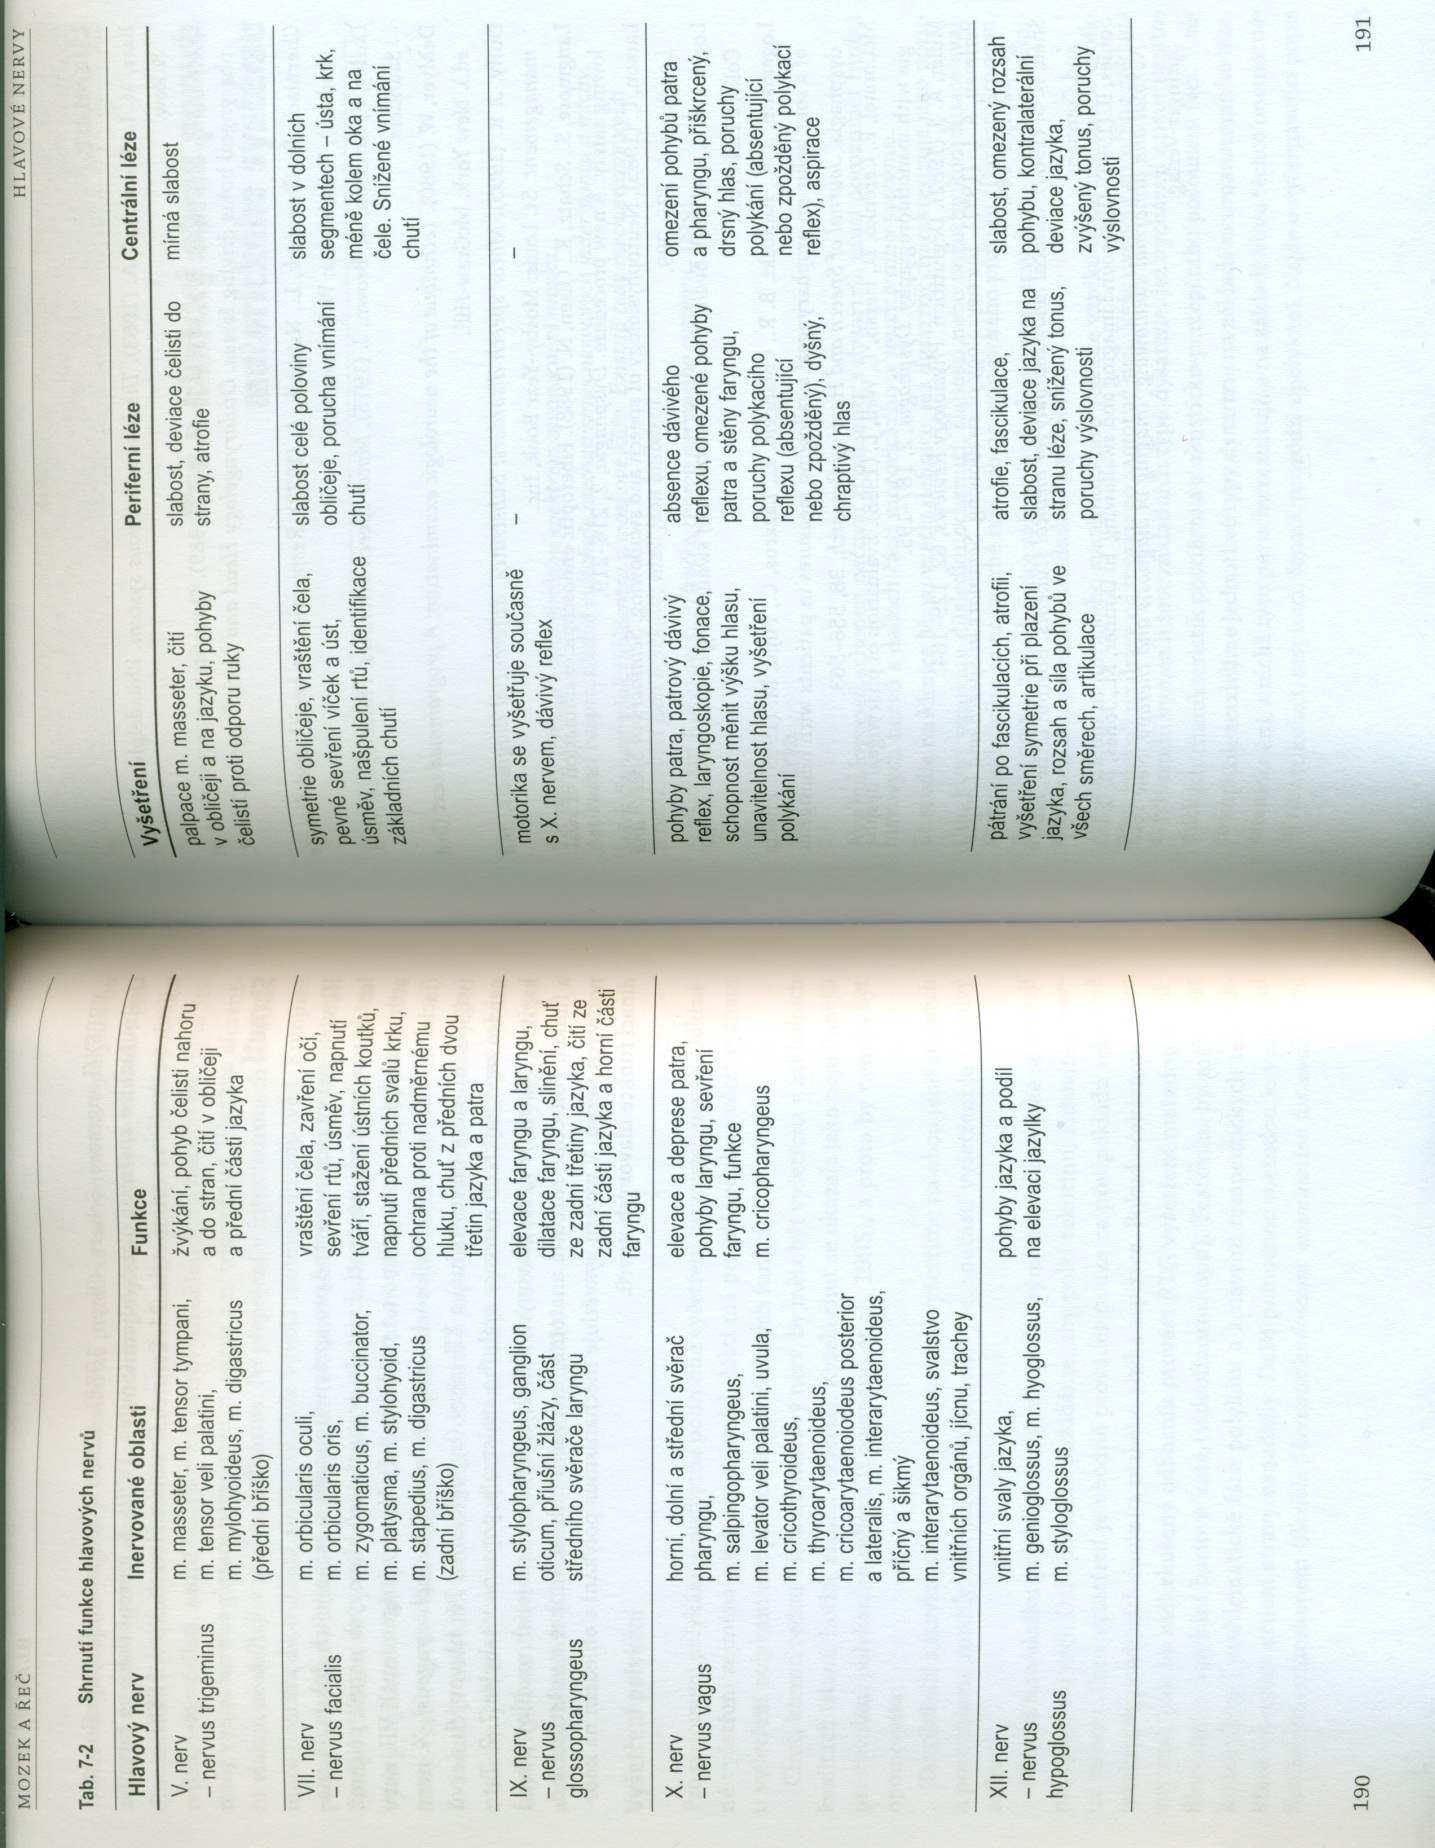 MOZEK A ŘEČ
Tab. 7-2 Shrnutí funkce hlavových nervů
Hlavový nerv Inervované oblasti Funkce
V. nerv
– nervus trigeminus
m. masseter, m. tensor tympani,
m. tensor veli palatini,
m. mylohyoideus, m. digastricus
(přední bříško)
žvýkání, pohyb čelisti nahoru
a do stran, čití v obličeji
a přední části jazyka
VII. nerv
– nervus facialis
m. orbicularis oculi,
m. orbicularis oris,
m. zygomaticus, m. buccinator,
m. platysma, m. stylohyoid,
m. stapedius, m. digastricus
(zadní bříško)
vraštění čela, zavření očí,
sevření rtů, úsměv, napnutí
tváří, stažení ústních koutků,
napnutí předních svalů krku,
ochrana proti nadměrnému
hluku, chuť z předních dvou
třetin jazyka a patra
IX. nerv
– nervus
glossopharyngeus
m. stylopharyngeus, ganglion
oticum, příušní žlázy, část
středního svěrače laryngu
elevace faryngu a laryngu,
dilatace faryngu, slinění, chuť
ze zadní třetiny jazyka, čití ze
zadní části jazyka a horní části
faryngu
X. nerv
– nervus vagus
horní, dolní a střední svěrač
pharyngu,
m. salpingopharyngeus,
m. levator veli palatini, uvula,
m. cricothyroideus,
m. thyroarytaenoideus,
m. cricoarytaenoiodeus posterior
a lateralis, m. interarytaenoideus,
příčný a šikmý
m. interarytaenoideus, svalstvo
vnitřních orgánů, jícnu, trachey
elevace a deprese patra,
pohyby laryngu, sevření
faryngu, funkce
m. cricopharyngeus
XII. nerv
– nervus
hypoglossus
vnitřní svaly jazyka,
m. genioglossus, m. hyoglossus,
m. styloglossus
pohyby jazyka a podíl
na elevaci jazylky
190
HLAVOVÉ NERVY
Vyšetření Periferní léze Centrální léze
palpace m. masseter, čití
v obličeji a na jazyku, pohyby
čelistí proti odporu ruky
slabost, deviace čelisti do
strany, atrofie
mírná slabost
symetrie obličeje, vraštění čela,
pevné sevření víček a úst,
úsměv, našpulení rtů, identifikace
základních chutí
slabost celé poloviny
obličeje, porucha vnímání
chutí
slabost v dolních
segmentech – ústa, krk,
méně kolem oka a na
čele. Snížené vnímání
chutí
motorika se vyšetřuje současně
s X. nervem, dávivý reflex
–
–
pohyby patra, patrový dávivý
reflex, laryngoskopie, fonace,
schopnost měnit výšku hlasu,
unavitelnost hlasu, vyšetření
polykání
absence dávivého
reflexu, omezené pohyby
patra a stěny faryngu,
poruchy polykacího
reflexu (absentující
nebo zpožděný), dyšný,
chraptivý hlas
omezení pohybů patra
a pharyngu, přiškrcený,
drsný hlas, poruchy
polykání (absentující
nebo zpožděný polykací
reflex), aspirace
pátrání po fasciculacích, atrofii,
vyšetření symetrie při plazení
jazyka, rozsah a síla pohybů ve
všech směrech, artikulace
atrofie, fascikulace,
slabost, deviace jazyka na
stranu léze, snížený tonus,
poruchy výslovnosti
slabost, omezený rozsah
pohybu, kontralaterální
deviace jazyka,
zvýšený tonus, poruchy
výslovnosti
191